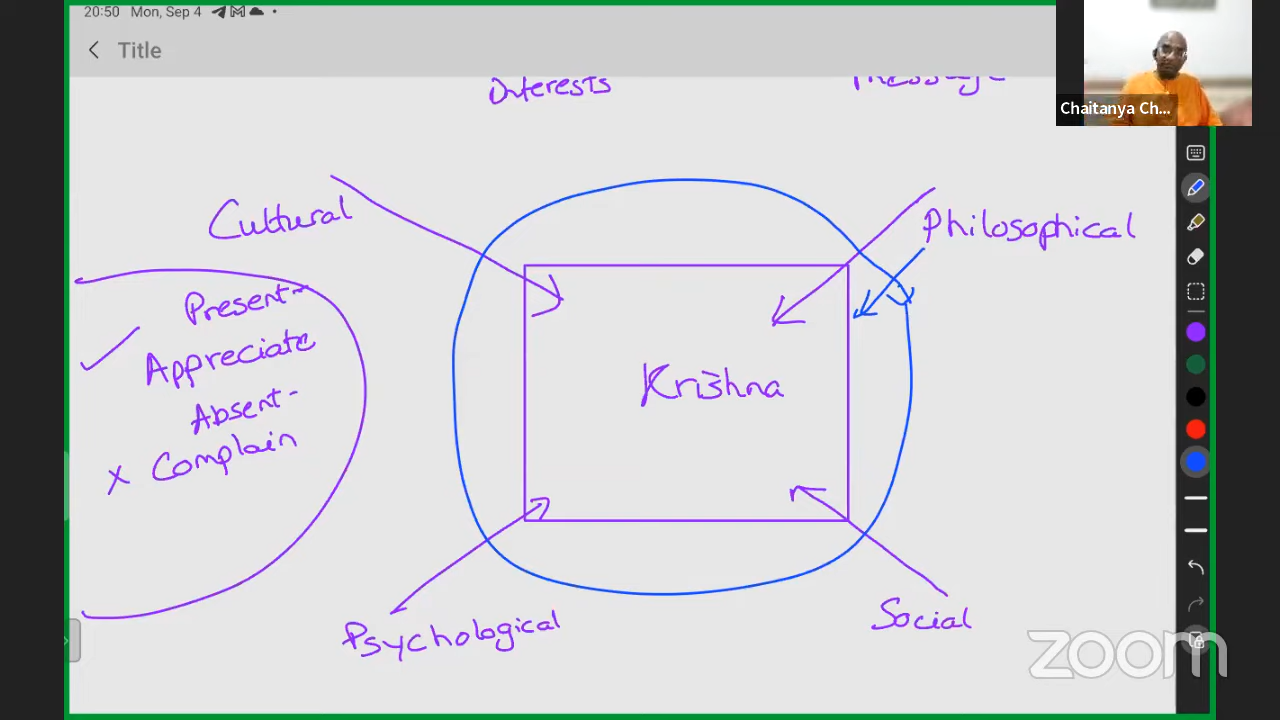 20:50 Mon, Sep 4
Title
Chaitanya Ch...
Interests
Message
Cultural
Philosophical
Present-
Appreciate
Absent-
Complain
Krishna
Psychological
Social
zoom